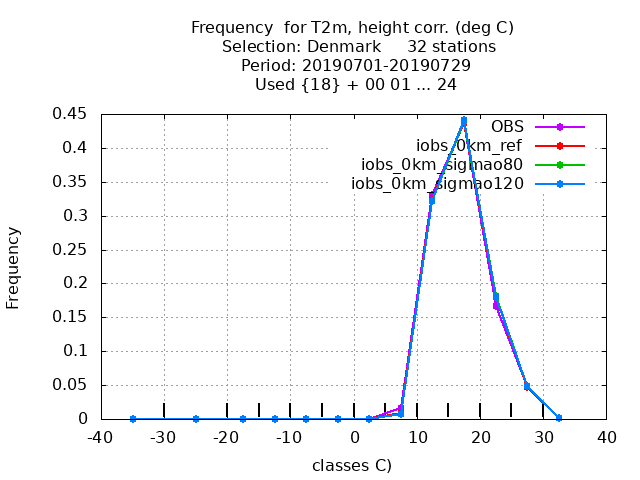 Frequency  for T2m, height corr. (deg C)
Selection: Denmark     32 stations
Period: 20190701-20190729
Used {18} + 00 01 ... 24
OBS
iobs_0km_ref
iobs_0km_sigmao80
iobs_0km_sigmao120
Frequency
0.45
0.4
0.35
0.3
0.25
0.2
0.15
0.1
0.05
0
-40 -30 -20 -10 0 10 20 30 40
classes C)